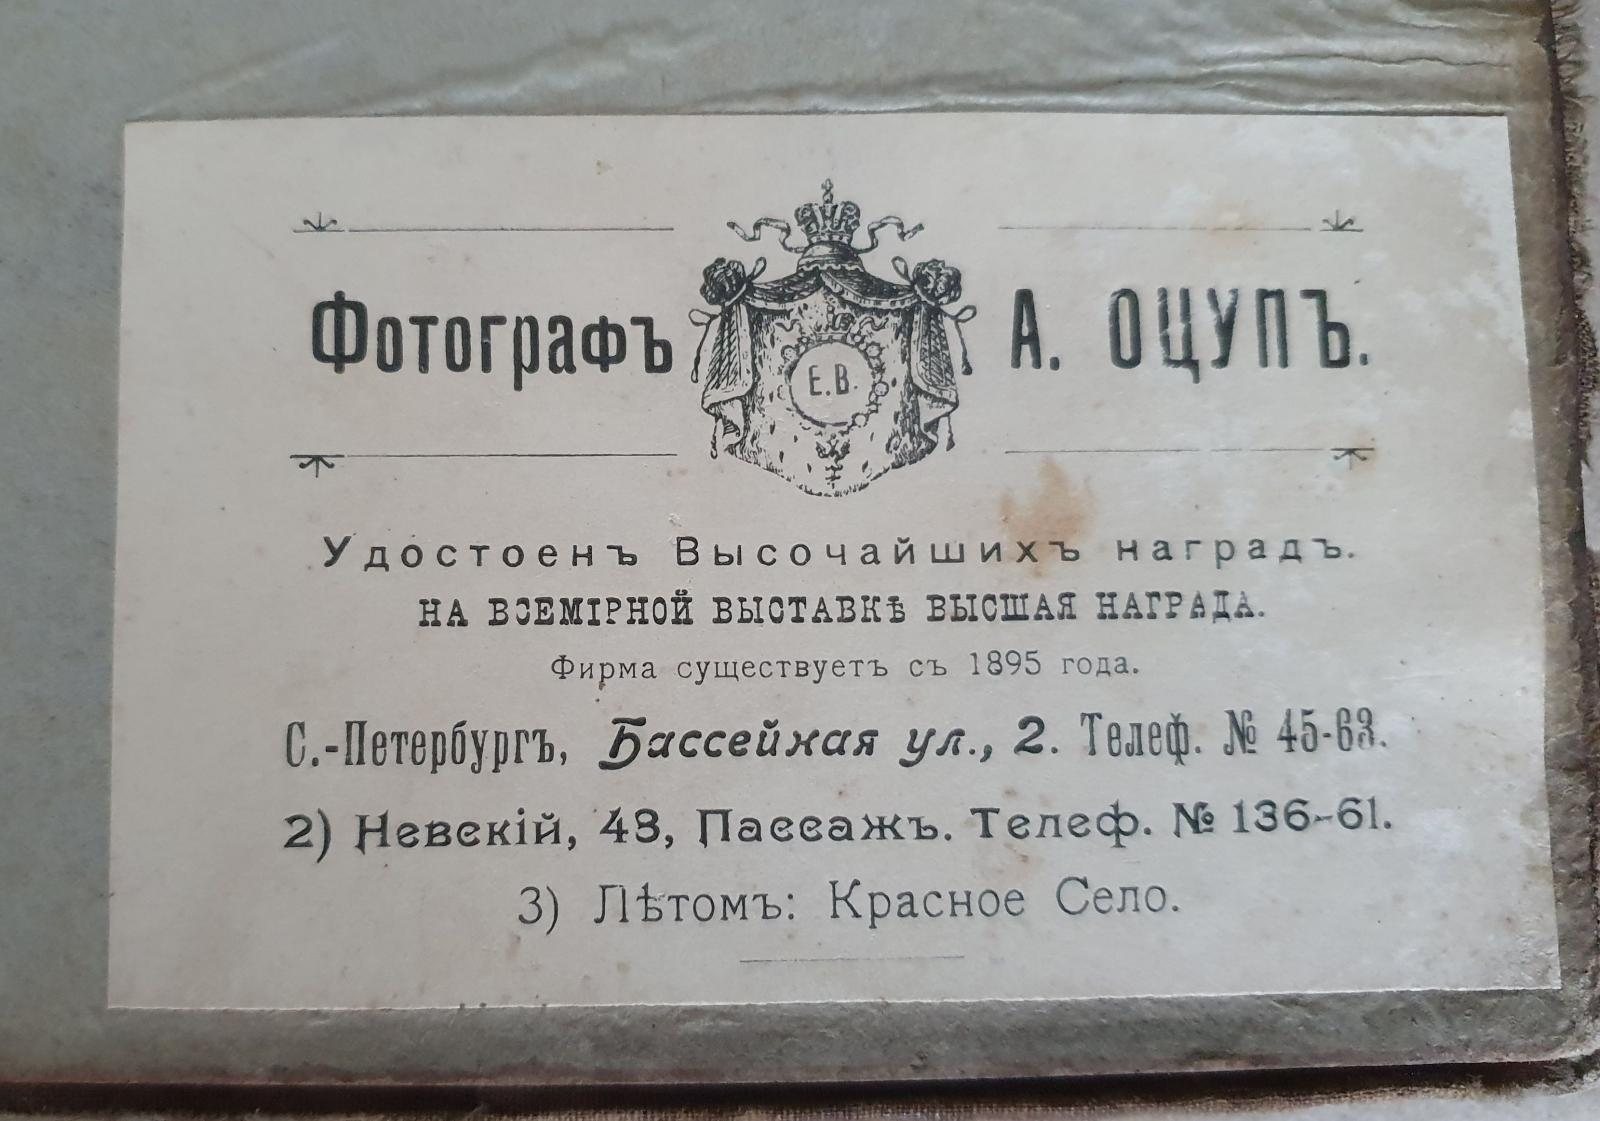 Фотографъ Е.В. А. ОЦУПЪ.
Удостоенъ Высочайшихъ наградъ.
НА ВСЕМІРНОЙ ВЫСТАВКѢ ВЫСШАЯ НАГРАДА.
Фирма существуетъ съ 1895 года.
С.-Петербургъ, Бассейная ул., 2. Телеф. № 45-63.
2) Невскій, 48, Пассажъ. Телеф. № 136-61.
3) Лѣтомъ: Красное Село.